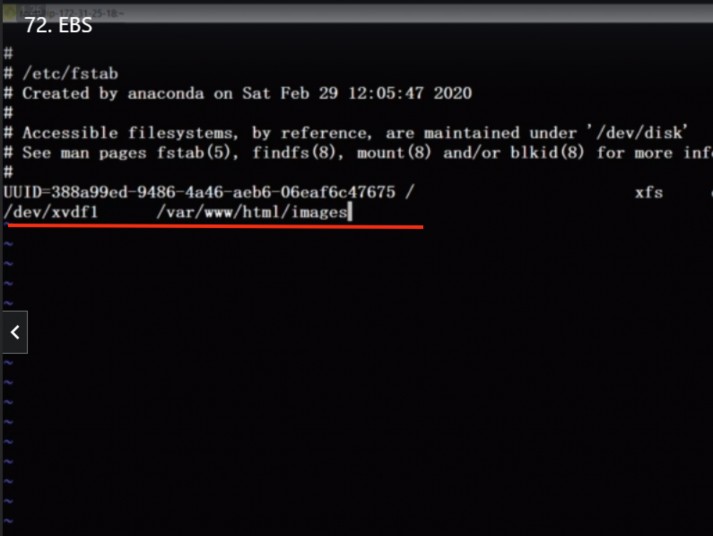 72. EBS
#
# /etc/fstab
# Created by anaconda on Sat Feb 29 12:05:47 2020
#
# Accessible filesystems, by reference, are maintained under '/dev/disk'
# See man pages fstab(5), findfs(8), mount(8) and/or blkid(8) for more
#
UUID=388a99ed-9486-4a46-aeb6-06eaf6c47675 / xfs
/dev/xvdf1 /var/www/html/images
~
~
~
~
~
~
~
~
~
~
~
~
~
~